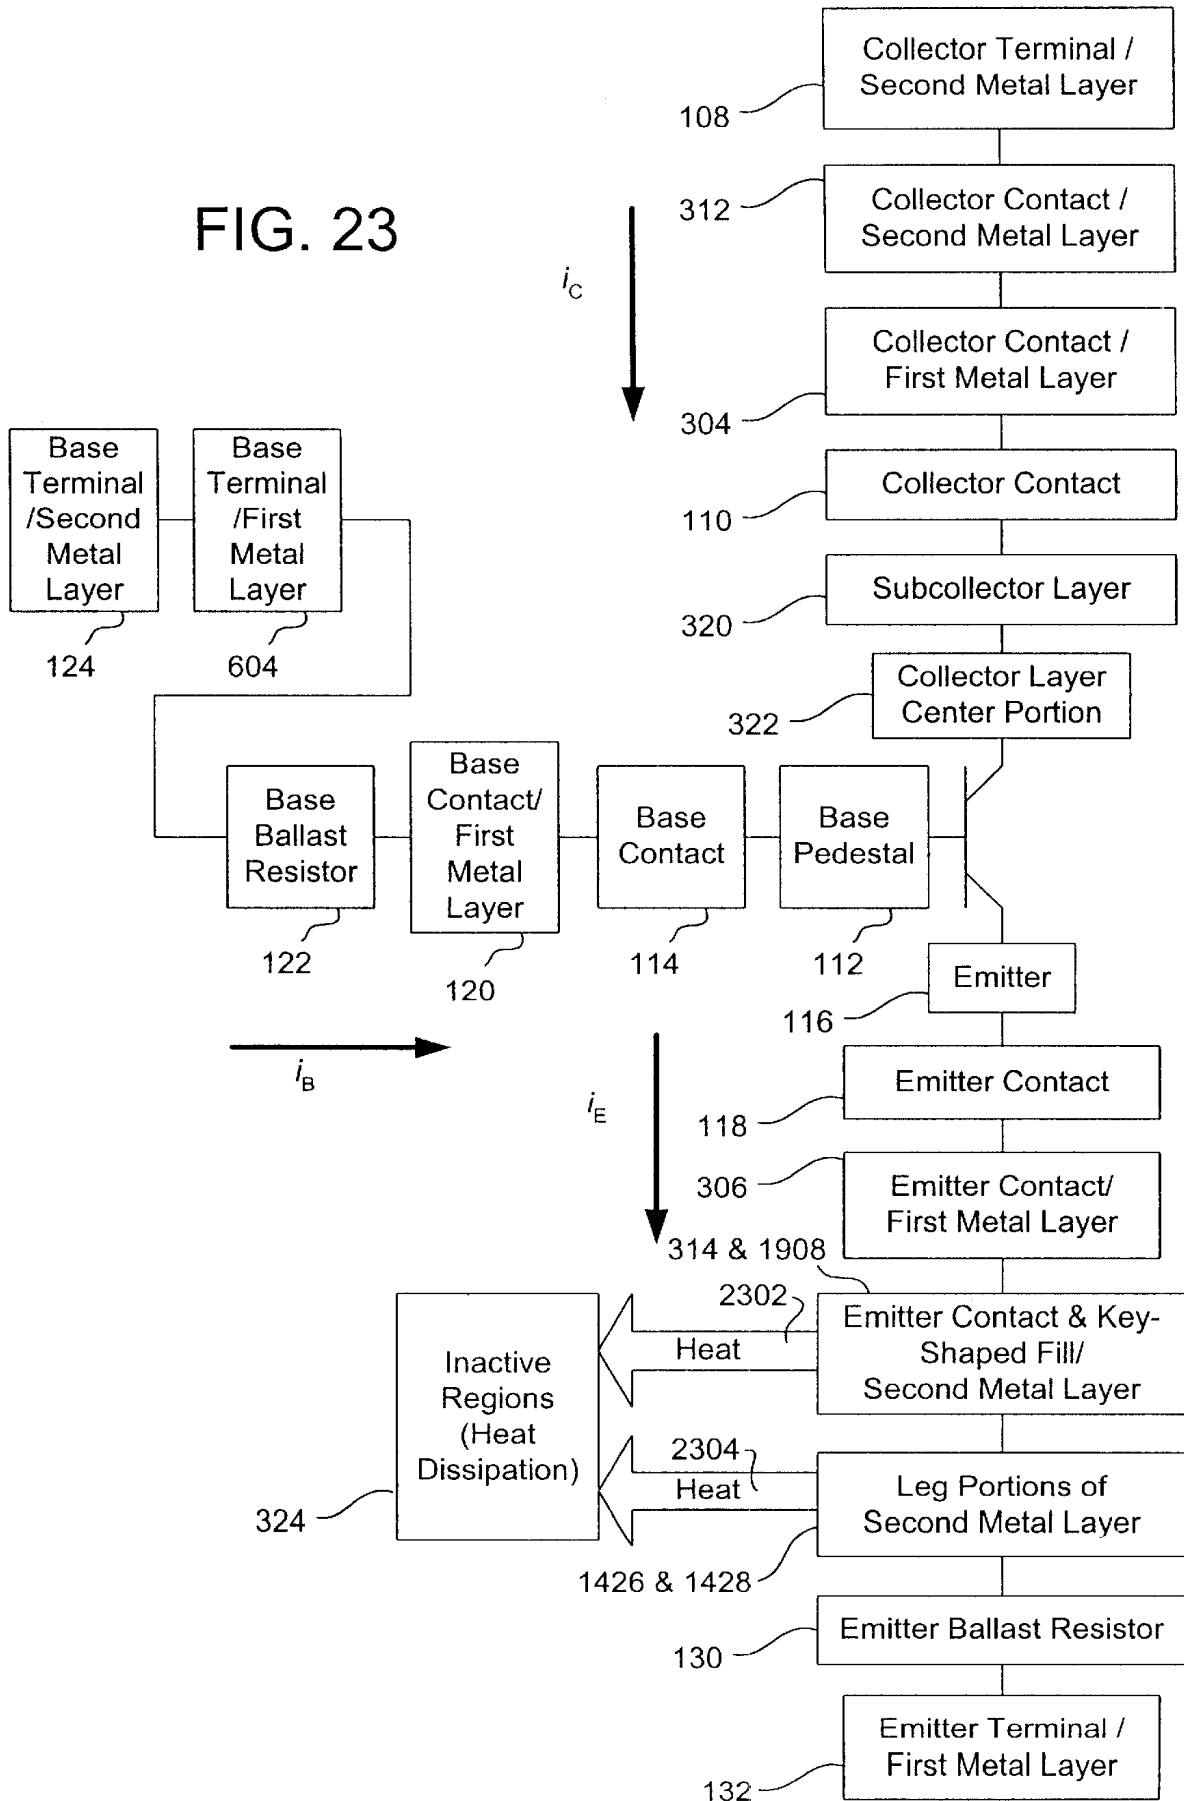 FIG. 23
Collector Terminal /
Second Metal Layer
108
Collector Contact /
Second Metal Layer
312
iC
Collector Contact /
First Metal Layer
304
Collector Contact
110
Subcollector Layer
320
Collector Layer
Center Portion
322
Base
Terminal
/Second
Metal
Layer
124
Base
Terminal
/First
Metal
Layer
604
Base
Ballast
Resistor
122
Base
Contact/
First
Metal
Layer
120
Base
Contact
114
Base
Pedestal
112
iB
Emitter
116
Emitter Contact
118
iE
Emitter Contact/
First Metal Layer
306
314 & 1908
Emitter Contact & Key-
Shaped Fill/
Second Metal Layer
2302
Heat
Inactive
Regions
(Heat
Dissipation)
324
2304
Heat
Leg Portions of
Second Metal Layer
1426 & 1428
Emitter Ballast Resistor
130
Emitter Terminal /
First Metal Layer
132